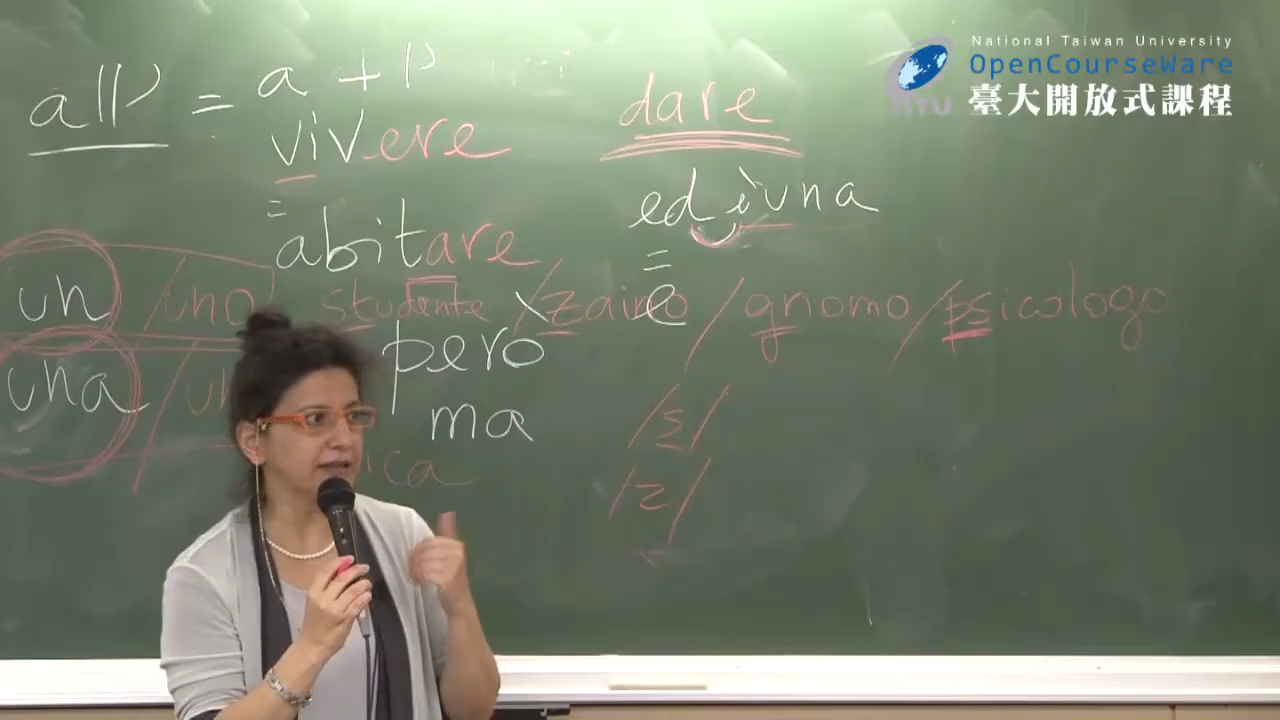 National Taiwan University
OpenCourseWare
臺大開放式課程
NTU
all' = a + l'
vivere
dare
=
abitare
ed è una
=
e
un /uno studente / zaino / gnomo / psicologo
una
però
ma
/s/
/z/